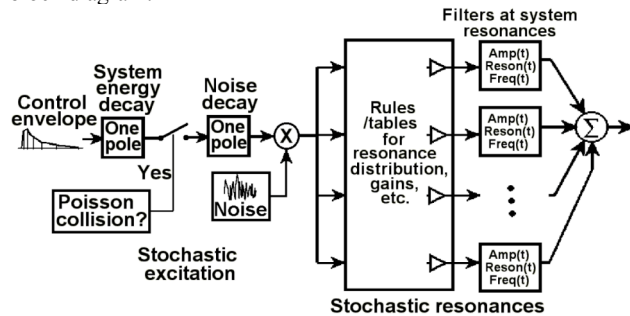 Filters at system
resonances
System
energy
decay
Control
envelope
One
pole
Yes
Poisson
collision?
Noise
decay
One
pole
X
Noise
Stochastic
excitation
Rules
/tables
for
resonance
distribution,
gains,
etc.
Amp(t)
Reson(t)
Freq(t)
Amp(t)
Reson(t)
Freq(t)
Amp(t)
Reson(t)
Freq(t)
Σ
Stochastic resonances